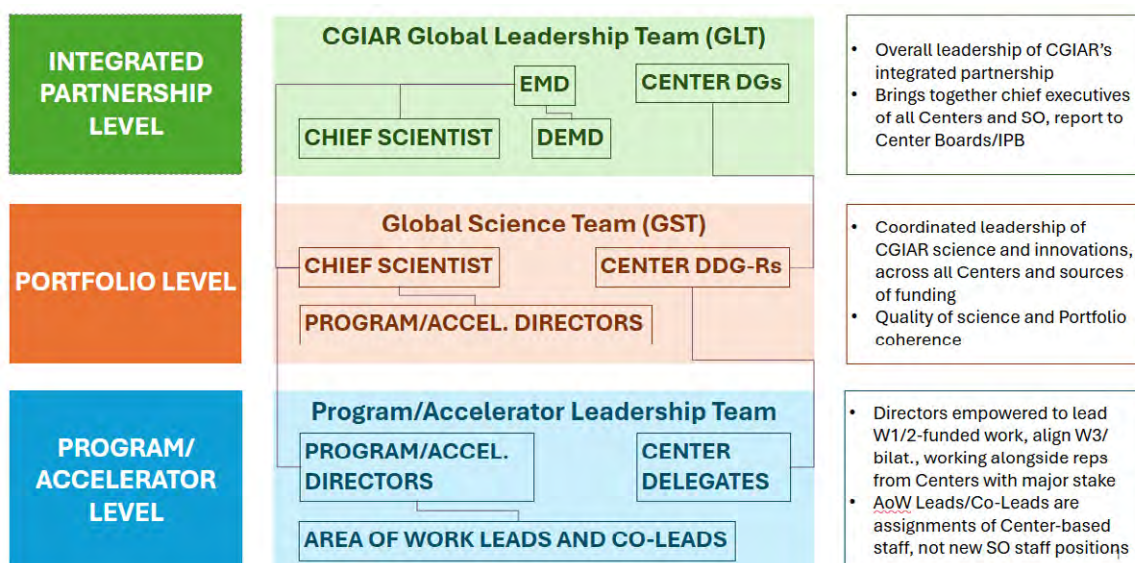 INTEGRATED
PARTNERSHIP
LEVEL
CGIAR Global Leadership Team (GLT)
EMD
CENTER DGs
CHIEF SCIENTIST
DEMD
• Overall leadership of CGIAR's
integrated partnership
• Brings together chief executives
of all Centers and SO, report to
Center Boards/IPB
PORTFOLIO LEVEL
Global Science Team (GST)
CHIEF SCIENTIST
CENTER DDG-Rs
PROGRAM/ACCEL. DIRECTORS
• Coordinated leadership of
CGIAR science and innovations,
across all Centers and sources
of funding
• Quality of science and Portfolio
coherence
PROGRAM/
ACCELERATOR
LEVEL
Program/Accelerator Leadership Team
PROGRAM/ACCEL.
DIRECTORS
CENTER
DELEGATES
AREA OF WORK LEADS AND CO-LEADS
• Directors empowered to lead
W1/2-funded work, align W3/
bilat., working alongside reps
from Centers with major stake
• AoW Leads/Co-Leads are
assignments of Center-based
staff, not new SO staff positions